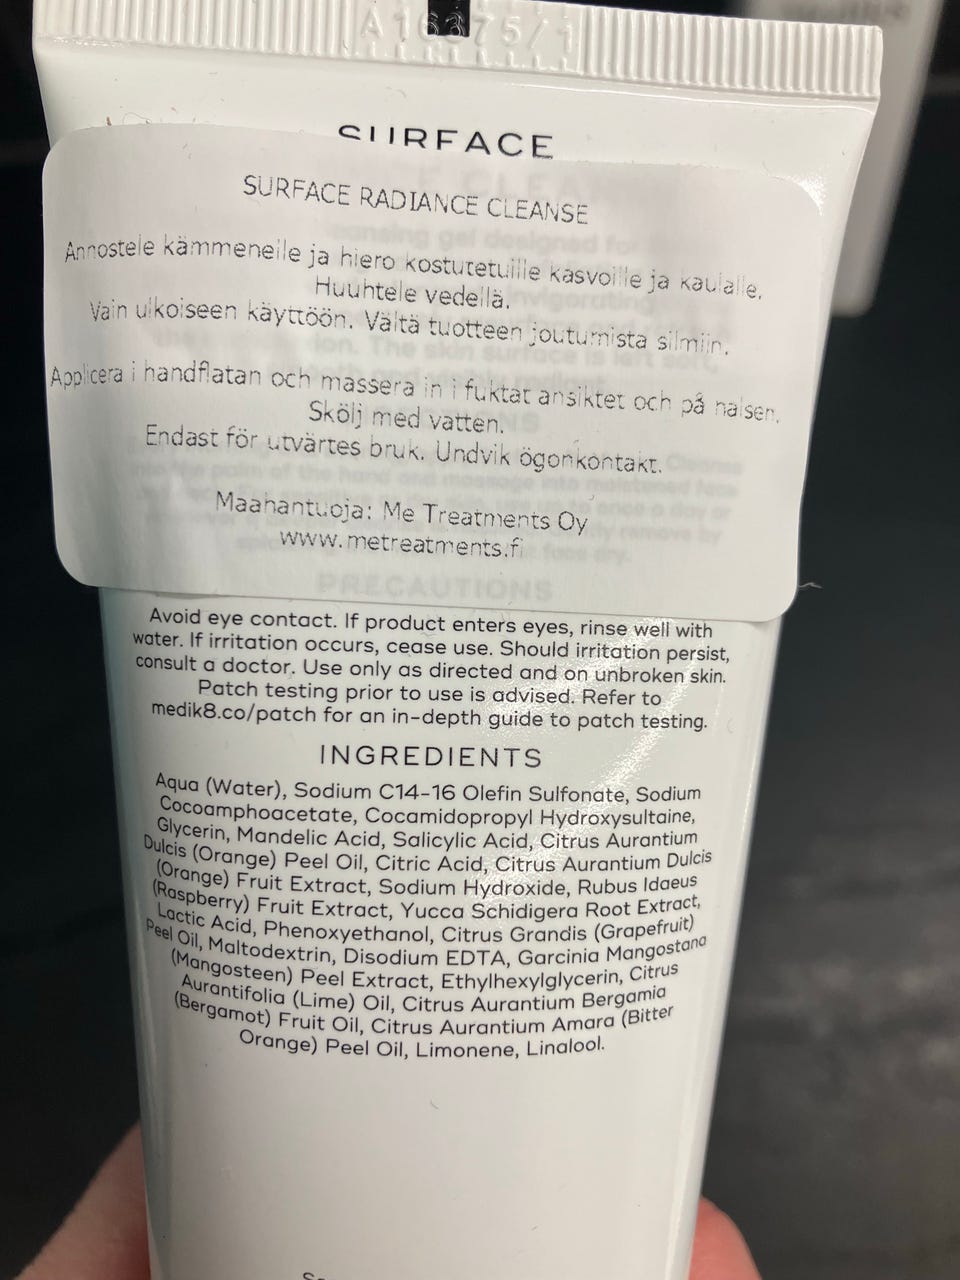 A16375/1
SURFACE
SURFACE RADIANCE CLEANSE
Annostele kämmenelle ja hiero kostutetuille kasvoille ja kaulalle.
Huuhtele vedellä.
Vain ulkoiseen käyttöön. Vältä tuotteen joutumista silmiin.
Applicera i handflatan och massera in i fuktat ansiktet och på halsen.
Skölj med vatten.
Endast för utvärtes bruk. Undvik ögonkontakt.
Maahantuoja: Me Treatments Oy
www.metreatments.fi
PRECAUTIONS
Avoid eye contact. If product enters eyes, rinse well with
water. If irritation occurs, cease use. Should irritation persist,
consult a doctor. Use only as directed and on unbroken skin.
Patch testing prior to use is advised. Refer to
medik8.co/patch for an in-depth guide to patch testing.
INGREDIENTS
Aqua (Water), Sodium C14-16 Olefin Sulfonate, Sodium
Cocoamphoacetate, Cocamidopropyl Hydroxysultaine,
Glycerin, Mandelic Acid, Salicylic Acid, Citrus Aurantium
Dulcis (Orange) Peel Oil, Citric Acid, Citrus Aurantium Dulcis
(Orange) Fruit Extract, Sodium Hydroxide, Rubus Idaeus
(Raspberry) Fruit Extract, Yucca Schidigera Root Extract,
Lactic Acid, Phenoxyethanol, Citrus Grandis (Grapefruit)
Peel Oil, Maltodextrin, Disodium EDTA, Garcinia Mangostana
(Mangosteen) Peel Extract, Ethylhexylglycerin, Citrus
Aurantifolia (Lime) Oil, Citrus Aurantium Bergamia
(Bergamot) Fruit Oil, Citrus Aurantium Amara (Bitter
Orange) Peel Oil, Limonene, Linalool.